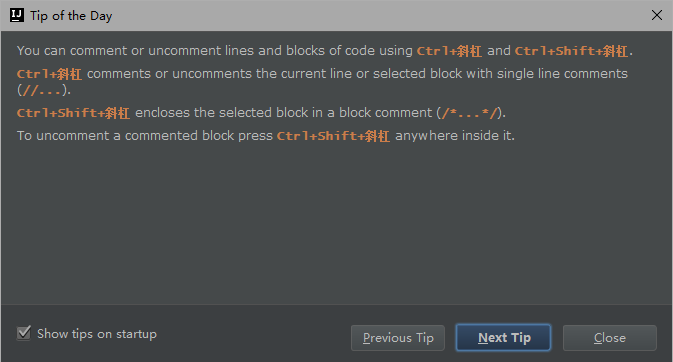 IJ Tip of the Day
You can comment or uncomment lines and blocks of code using Ctrl+斜杠 and Ctrl+Shift+斜杠.
Ctrl+斜杠 comments or uncomments the current line or selected block with single line comments
(//...).
Ctrl+Shift+斜杠 encloses the selected block in a block comment (/*...*/).
To uncomment a commented block press Ctrl+Shift+斜杠 anywhere inside it.
Show tips on startup
Previous Tip
Next Tip
Close